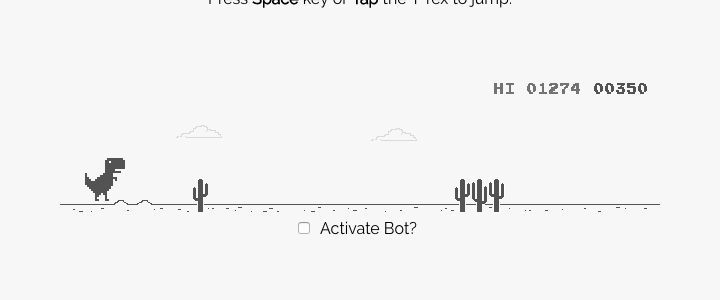 Press Space key or Tap the T-rex to jump.
HI 01274 00350
Activate Bot?